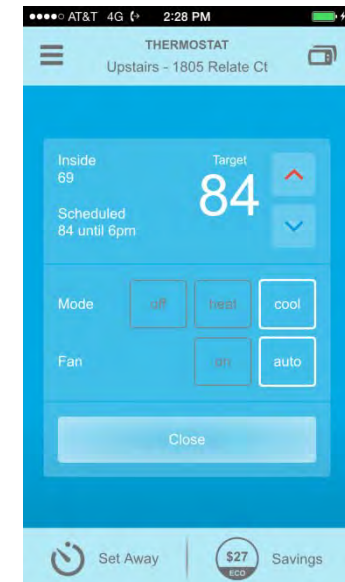 AT&T 4G 2:28 PM
THERMOSTAT
Upstairs - 1805 Relate Ct
Inside
69
Target
84
Scheduled
84 until 6pm
Mode off heat cool
Fan on auto
Close
Set Away
$27
ECO
Savings